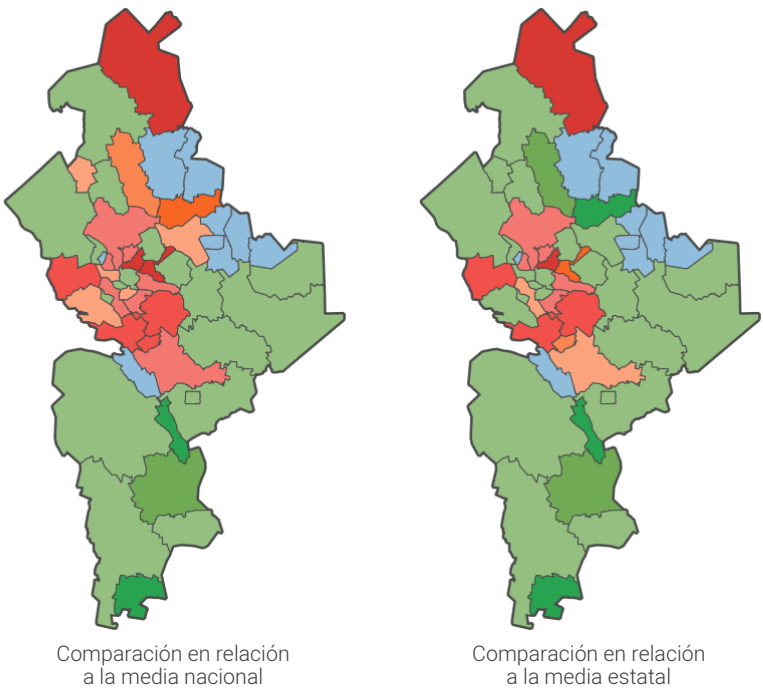 Comparación en relación
a la media nacional
Comparación en relación
a la media estatal